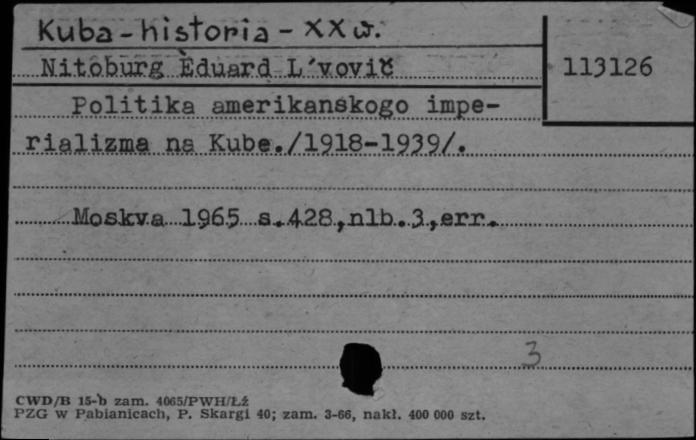 Kuba-historia - XX w.
Nitoburg Èduard L'vovič
113126
Politika amerikanskogo impe-
rializma na Kube./1918-1939/.
Moskva 1965 s.428,nlb.3,err.
3
CWD/B 15-b zam. 4065/PWH/Łż
PZG w Pabianicach, P. Skargi 40; zam. 3-66, nakł. 400 000 szt.